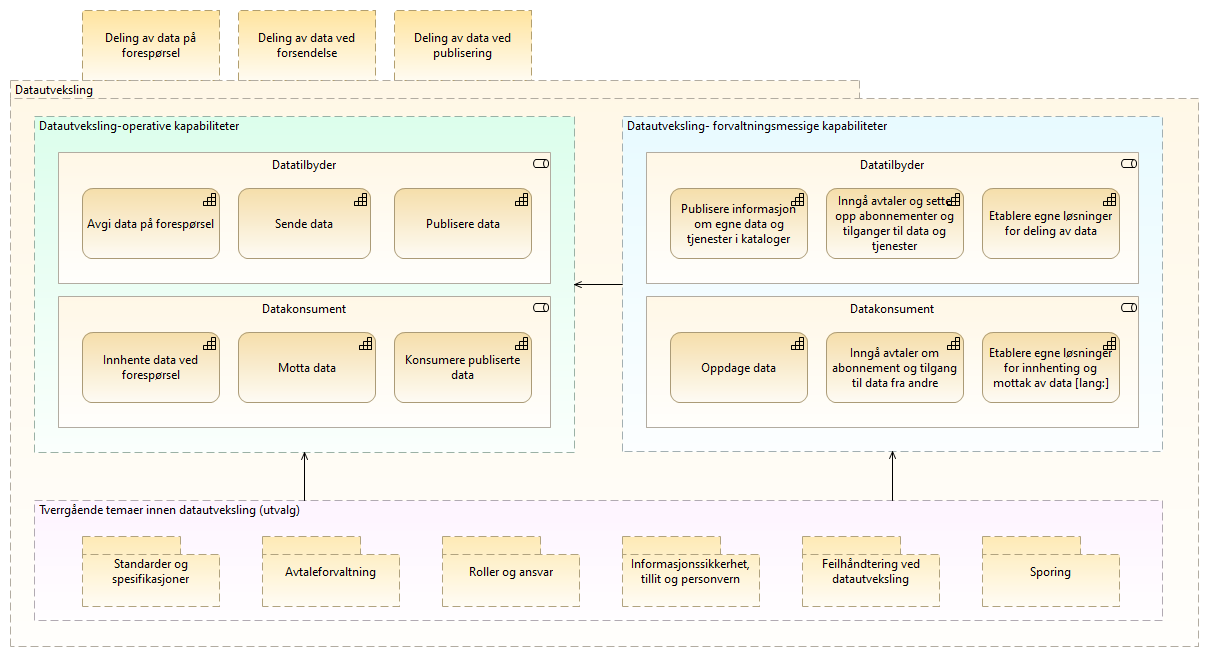 Deling av data på
forespørsel
Deling av data ved
forsendelse
Deling av data ved
publisering
Datautveksling
Datautveksling-operative kapabiliteter
Datatilbyder
Avgi data på forespørsel
Sende data
Publisere data
Datakonsument
Innhente data ved
forespørsel
Motta data
Konsumere publiserte
data
Datautveksling- forvaltningsmessige kapabiliteter
Datatilbyder
Publisere informasjon
om egne data og
tjenester i kataloger
Inngå avtaler og sette
opp abonnementer og
tilganger til data og
tjenester
Etablere egne løsninger
for deling av data
Datakonsument
Oppdage data
Inngå avtaler om
abonnement og tilgang
til data fra andre
Etablere egne løsninger
for innhenting og
mottak av data [lang:]
Tverrgående temaer innen datautveksling (utvalg)
Standarder og
spesifikasjoner
Avtaleforvaltning
Roller og ansvar
Informasjonssikkerhet,
tillit og personvern
Feilhåndtering ved
datautveksling
Sporing